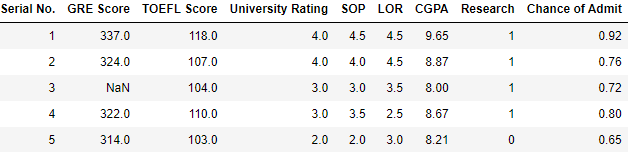 Serial No. GRE Score TOEFL Score University Rating SOP LOR CGPA Research Chance of Admit
1 337.0 118.0 4.0 4.5 4.5 9.65 1 0.92
2 324.0 107.0 4.0 4.0 4.5 8.87 1 0.76
3 NaN 104.0 3.0 3.0 3.5 8.00 1 0.72
4 322.0 110.0 3.0 3.5 2.5 8.67 1 0.80
5 314.0 103.0 2.0 2.0 3.0 8.21 0 0.65